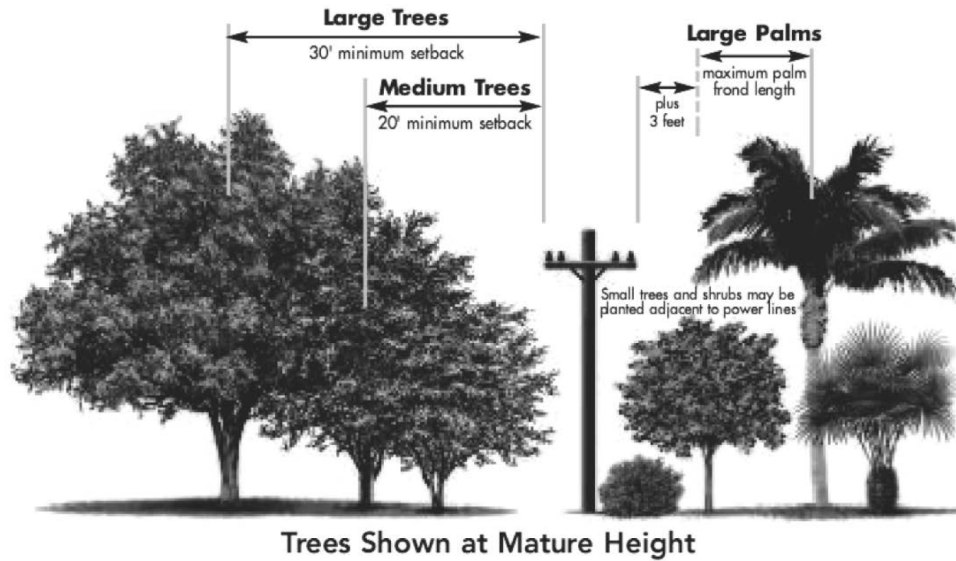 Large Trees
30' minimum setback
Medium Trees
20' minimum setback
Large Palms
maximum palm
frond length
plus
3 feet
Small trees and shrubs may be
planted adjacent to power lines
Trees Shown at Mature Height